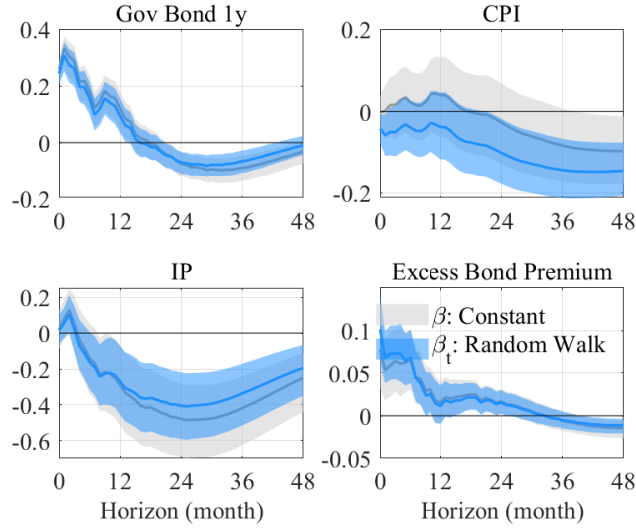 Gov Bond 1y
0.4
0.2
0
-0.2
0 12 24 36 48
CPI
0.2
0
-0.2
0 12 24 36 48
IP
0.2
0
-0.2
-0.4
-0.6
0 12 24 36 48
Horizon (month)
Excess Bond Premium
β: Constant
βt: Random Walk
0.1
0.05
0
-0.05
0 12 24 36 48
Horizon (month)